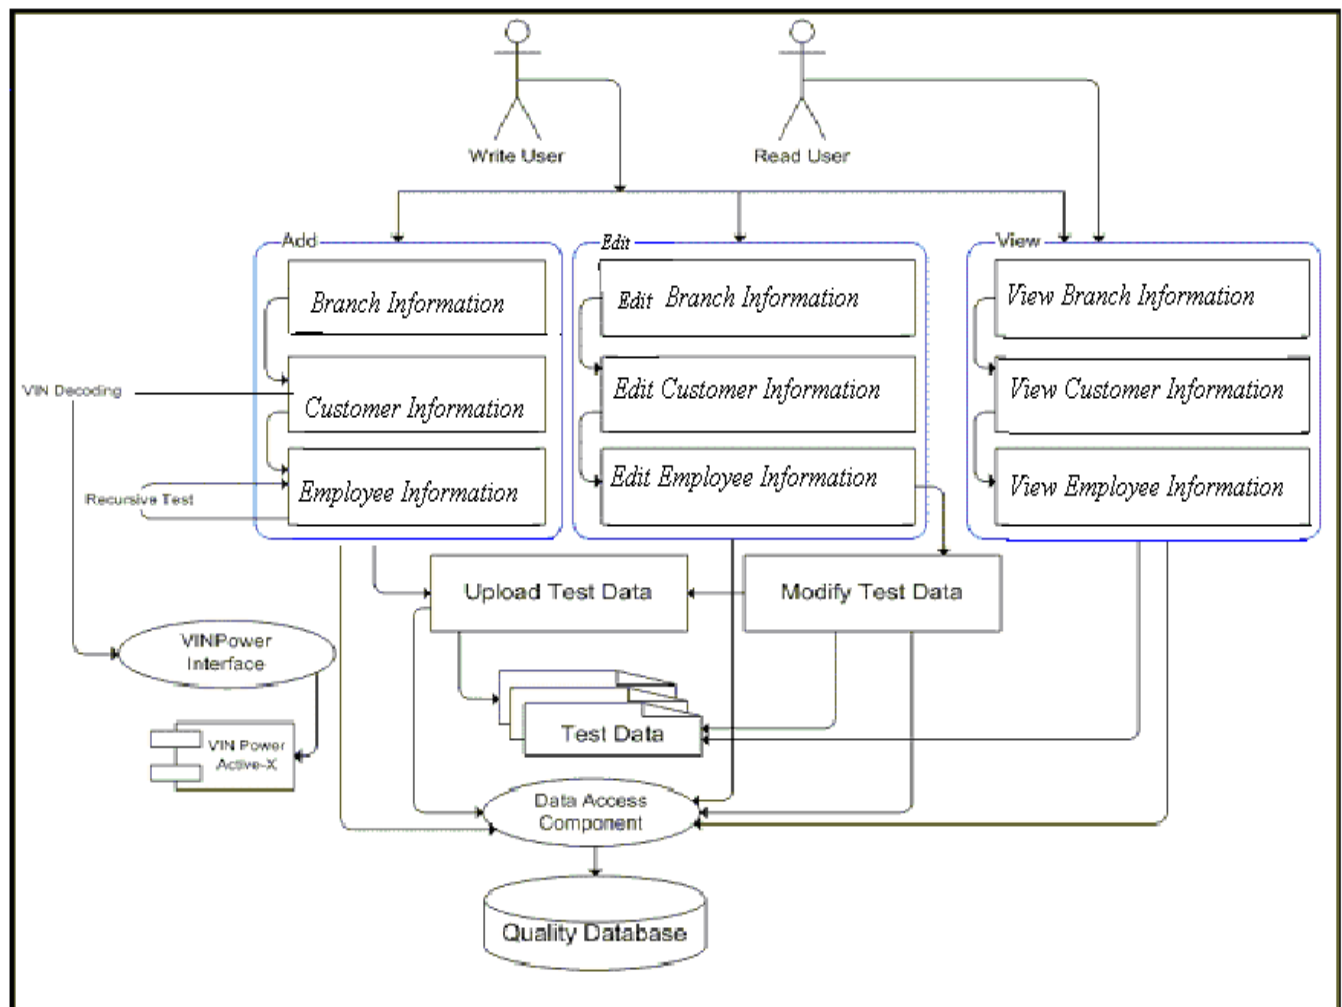 Write User
Read User
Add
Edit
View
Branch Information
Edit Branch Information
View Branch Information
VIN Decoding
Customer Information
Edit Customer Information
View Customer Information
Recursive Test
Employee Information
Edit Employee Information
View Employee Information
Upload Test Data
Modify Test Data
VINPower
Interface
Test Data
VIN Power
Active-X
Data Access
Component
Quality Database